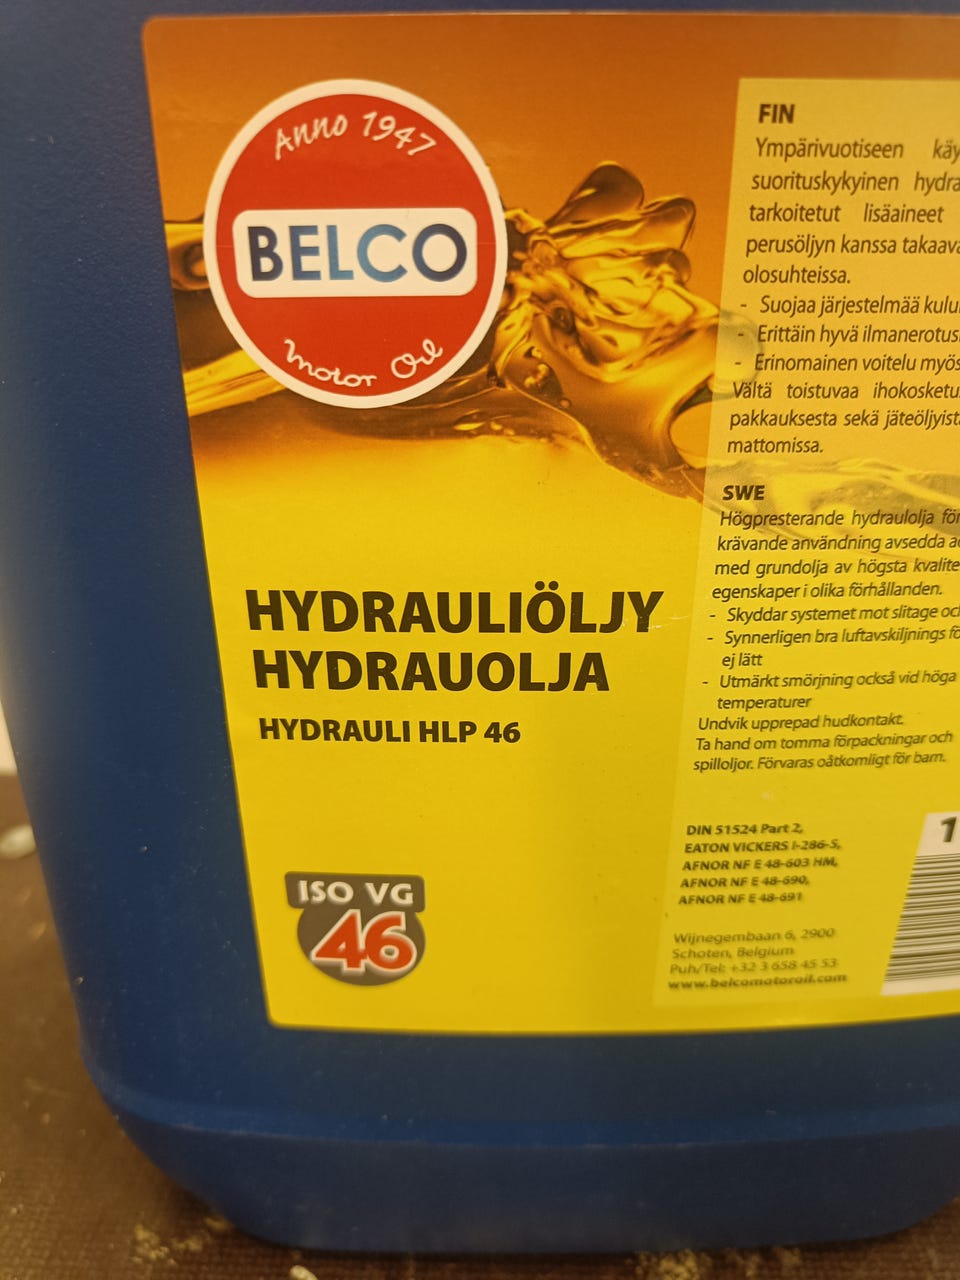 Anno 1947
BELCO
Motor Oil
HYDRAULIÖLJY
HYDRAUOLJA
HYDRAULI HLP 46
ISO VG
46
FIN
Ympärivuotiseen
suorituskykyinen
tarkoitetut lisäaineet
perusöljyn kanssa
olosuhteissa.
- Suojaa järjestelmää
- Erittäin hyvä
- Erinomainen voitelu myös
Vältä toistuvaa
pakkauksesta sekä
mattomissa.
SWE
Högpresterande hydraulolja för
krävande användning avsedda
med grundolja av högsta
egenskaper i olika förhållanden.
- Skyddar systemet mot slitage
- Synnerligen bra luftavskiljnings
ej lätt
- Utmärkt smörjning också vid höga
temperaturer
Undvik upprepad hudkontakt.
Ta hand om tomma förpackningar och
spilloljor. Förvaras oåtkomligt för barn.
DIN 51524 Part 2,
EATON VICKERS I-286-S,
AFNOR NF E 48-603 HM,
AFNOR NF E 48-690,
AFNOR NF E 48-691
Wijnegembaan 6, 2900
Schoten, Belgium
Puh/Tel: +32 3 658 45 53
www.belcomotoroil.com
1